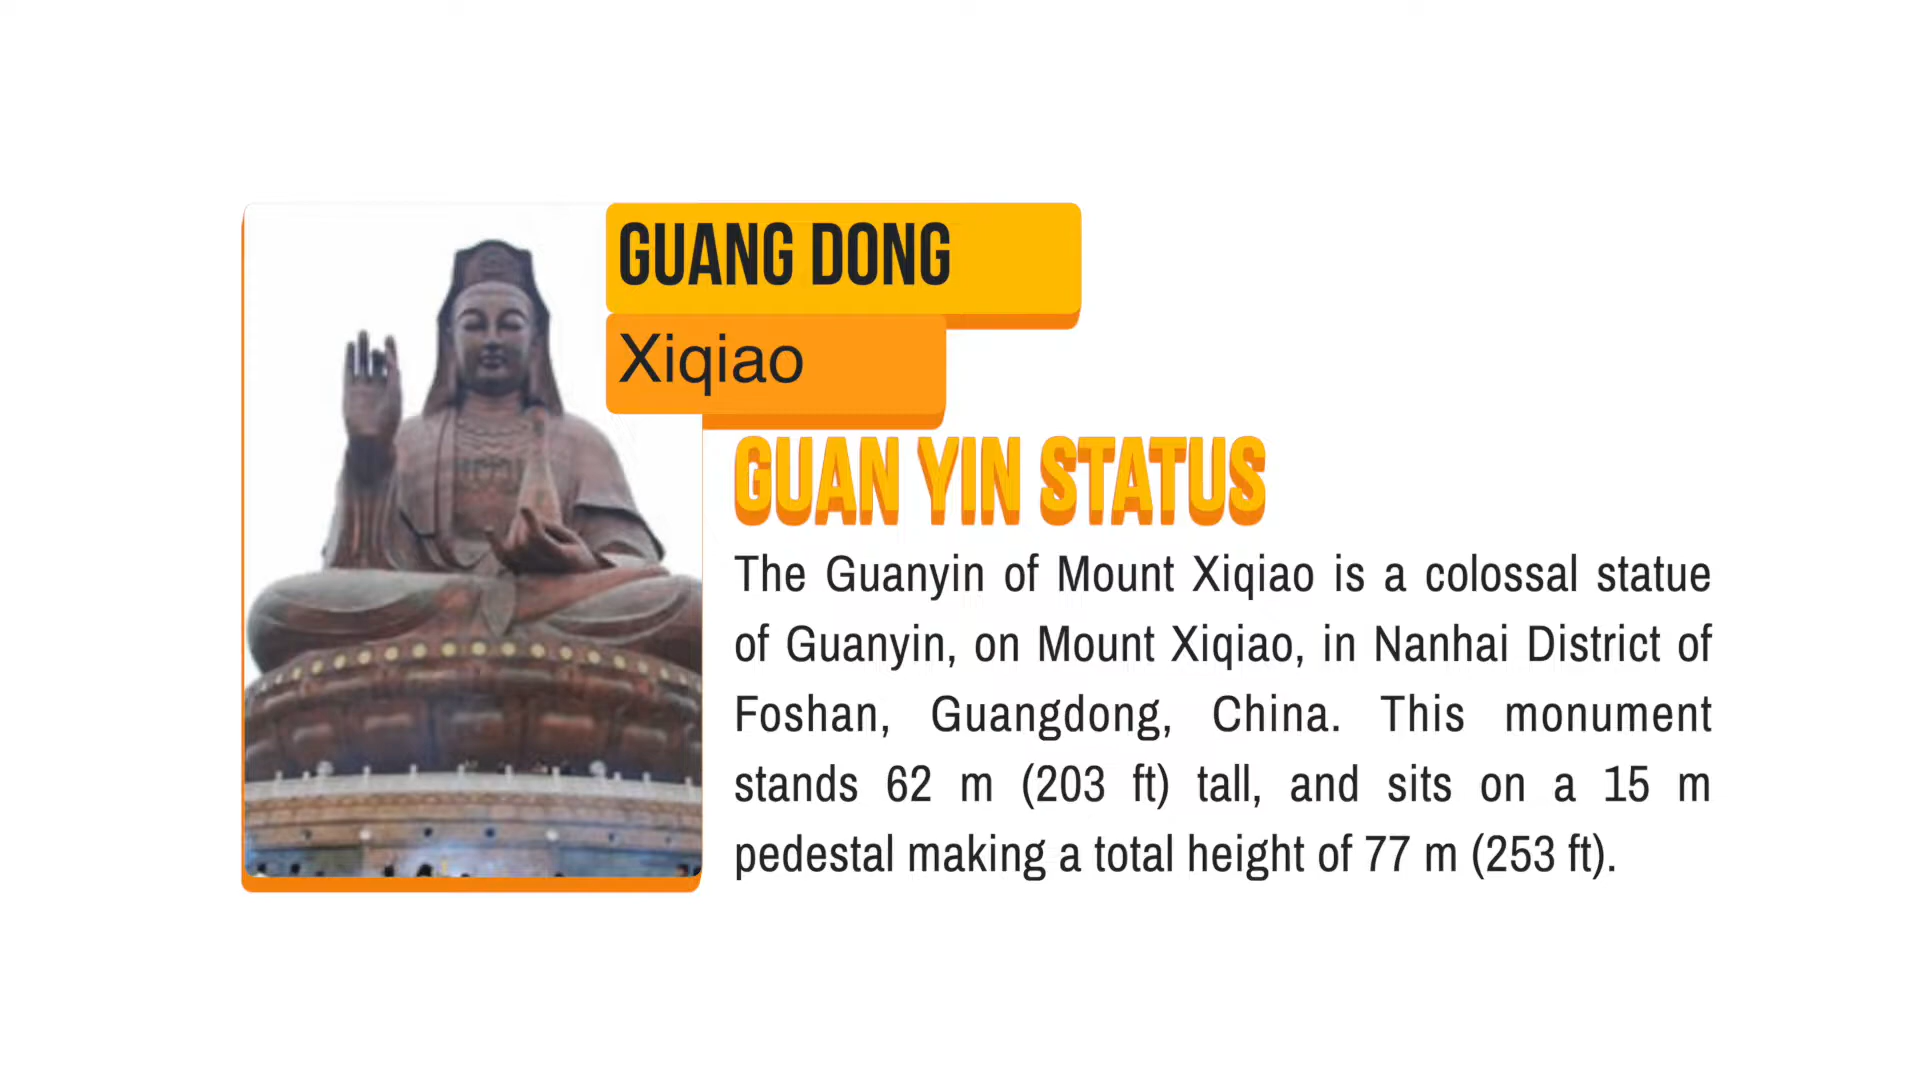 GUANG DONG
Xiqiao
GUAN YIN STATUS
The Guanyin of Mount Xiqiao is a colossal statue
of Guanyin, on Mount Xiqiao, in Nanhai District of
Foshan, Guangdong, China. This monument
stands 62 m (203 ft) tall, and sits on a 15 m
pedestal making a total height of 77 m (253 ft).